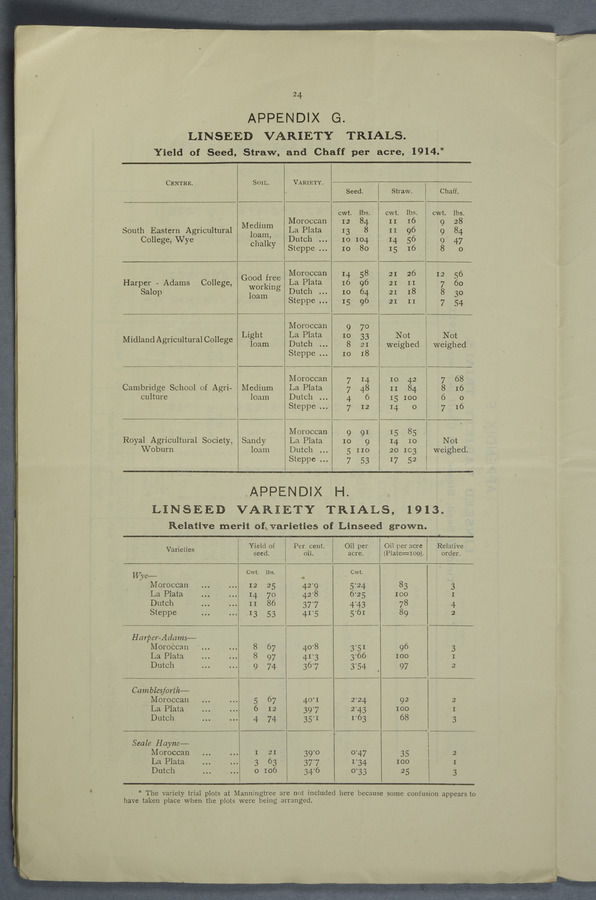 24
APPENDIX G.
LINSEED VARIETY TRIALS.
Yield of Seed, Straw, and Chaff per acre, 1914.*
CENTRE. SOIL. VARIETY. Seed. Straw. Chaff.
cwt. lbs. cwt. lbs. cwt. lbs.
South Eastern Agricultural College, Wye Medium loam, chalky
Moroccan 12 84 11 16 9 28
La Plata 13 8 11 96 9 84
Dutch ... 10 104 14 56 9 47
Steppe ... 10 80 15 16 8 0
Harper - Adams College, Salop Good free working loam
Moroccan 14 58 21 26 12 56
La Plata 16 96 21 11 7 60
Dutch ... 10 64 21 18 8 30
Steppe ... 15 96 21 11 7 54
Midland Agricultural College Light loam
Moroccan 9 70
La Plata 10 33 Not Not
Dutch ... 8 21 weighed weighed
Steppe ... 10 18
Cambridge School of Agri-culture Medium loam
Moroccan 7 14 10 42 7 68
La Plata 7 48 11 84 8 16
Dutch ... 4 6 15 100 6 0
Steppe ... 7 12 14 0 7 16
Royal Agricultural Society, Woburn Sandy loam
Moroccan 9 91 15 85
La Plata 10 9 14 10 Not
Dutch ... 5 110 20 103 weighed.
Steppe ... 7 53 17 52
APPENDIX H.
LINSEED VARIETY TRIALS, 1913.
Relative merit of varieties of Linseed grown.
Varieties Yield of seed. Per cent. oil. Oil per acre. Oil per acre (Plate=100). Relative order.
Cwt. lbs. Cwt.
Wye—
Moroccan ... ... 12 25 42·9 5·24 83 3
La Plata ... ... 14 70 42·8 6·25 100 1
Dutch ... ... 11 86 37·7 4·43 78 4
Steppe ... ... 13 53 41·5 5·61 89 2
Harper-Adams—
Moroccan ... ... 8 67 40·8 3·51 96 3
La Plata ... ... 8 97 41·3 3·66 100 1
Dutch ... ... 9 74 36·7 3·54 97 2
Camblesforth—
Moroccan ... ... 5 67 40·1 2·24 92 2
La Plata ... ... 6 12 39·7 2·43 100 1
Dutch ... ... 4 74 35·1 1·63 68 3
Seale Hayne—
Moroccan ... ... 1 21 39·0 0·47 35 2
La Plata ... ... 3 63 37·7 1·34 100 1
Dutch ... ... 0 106 34·6 0·33 25 3
* The variety trial plots at Manningtree are not included here because some confusion appears to
have taken place when the plots were being arranged.